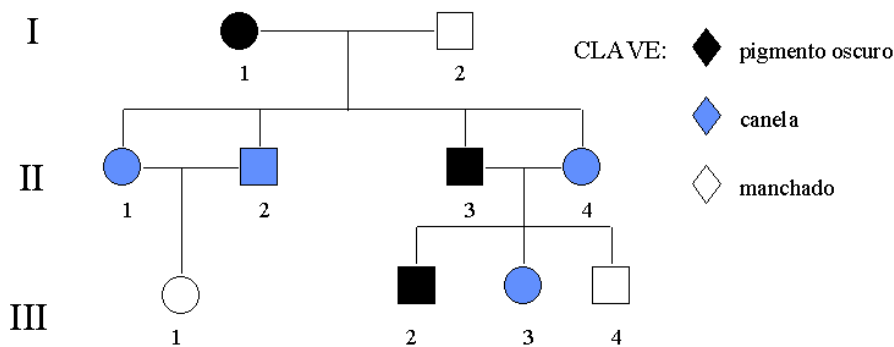 I
1 2
CLAVE: pigmento oscuro
canela
manchado
II
1 2 3 4
III
1 2 3 4